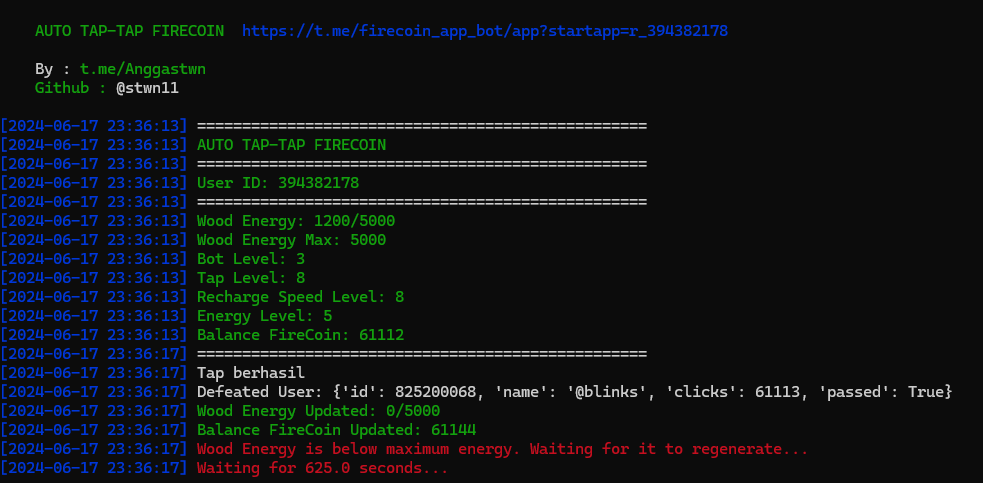 AUTO TAP-TAP FIRECOIN  https://t.me/firecoin_app_bot/app?startapp=r_394382178
By : t.me/Anggastwn
Github : @stwn11
[2024-06-17 23:36:13] ==================================================
[2024-06-17 23:36:13] AUTO TAP-TAP FIRECOIN
[2024-06-17 23:36:13] ==================================================
[2024-06-17 23:36:13] User ID: 394382178
[2024-06-17 23:36:13] ==================================================
[2024-06-17 23:36:13] Wood Energy: 1200/5000
[2024-06-17 23:36:13] Wood Energy Max: 5000
[2024-06-17 23:36:13] Bot Level: 3
[2024-06-17 23:36:13] Tap Level: 8
[2024-06-17 23:36:13] Recharge Speed Level: 8
[2024-06-17 23:36:13] Energy Level: 5
[2024-06-17 23:36:13] Balance FireCoin: 61112
[2024-06-17 23:36:17] ==================================================
[2024-06-17 23:36:17] Tap berhasil
[2024-06-17 23:36:17] Defeated User: {'id': 825200068, 'name': '@blinks', 'clicks': 61113, 'passed': True}
[2024-06-17 23:36:17] Wood Energy Updated: 0/5000
[2024-06-17 23:36:17] Balance FireCoin Updated: 61144
[2024-06-17 23:36:17] Wood Energy is below maximum energy. Waiting for it to regenerate...
[2024-06-17 23:36:17] Waiting for 625.0 seconds...